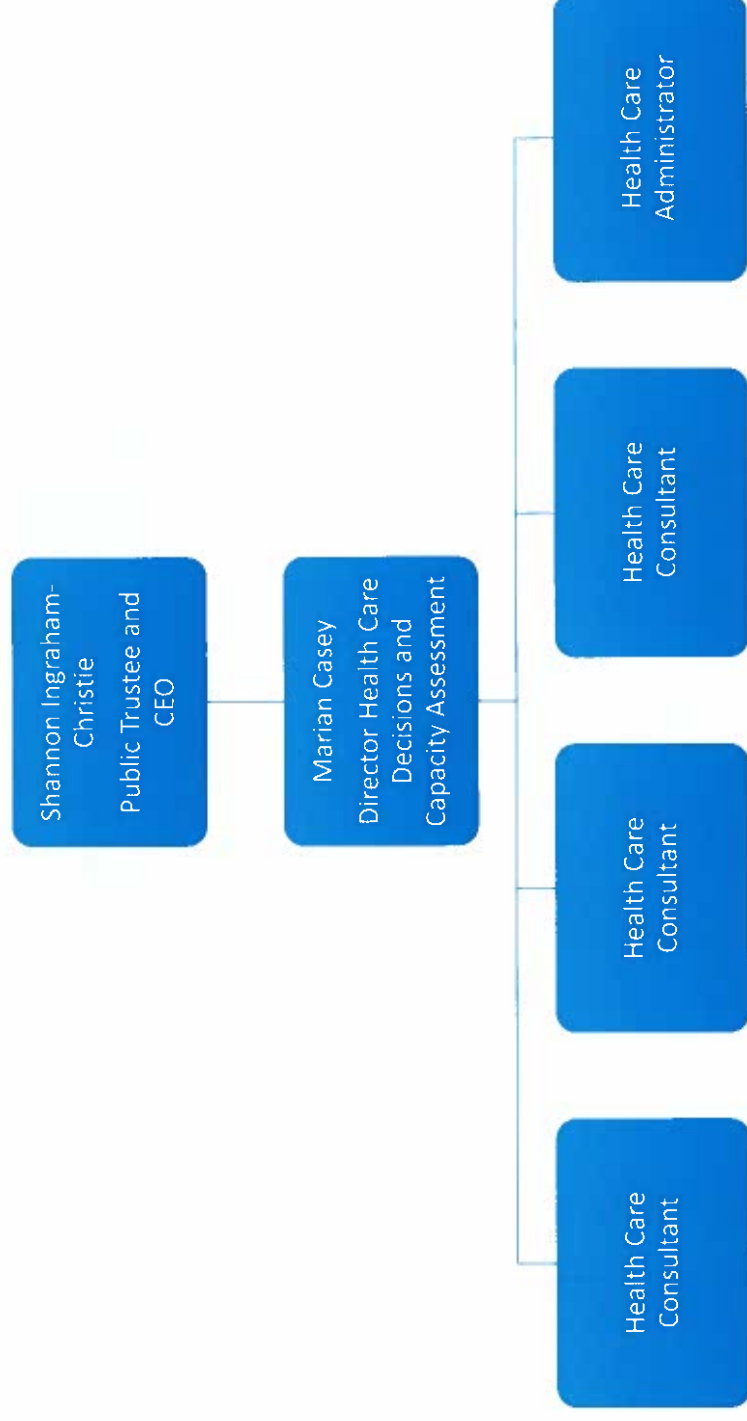 Shannon Ingraham-
Christie
Public Trustee and
CEO
Marian Casey
Director Health Care
Decisions and
Capacity Assessment
Health Care
Consultant
Health Care
Consultant
Health Care
Consultant
Health Care
Administrator